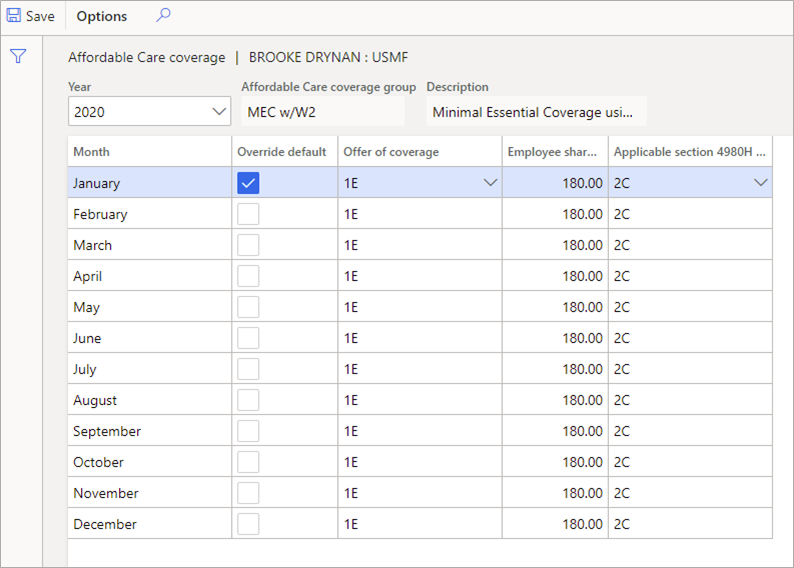 Save Options
Affordable Care coverage | BROOKE DRYNAN : USMF
Year Affordable Care coverage group Description
2020 MEC w/W2 Minimal Essential Coverage usi...
Month Override default Offer of coverage Employee shar... Applicable section 4980H ...
January 1E 180.00 2C
February 1E 180.00 2C
March 1E 180.00 2C
April 1E 180.00 2C
May 1E 180.00 2C
June 1E 180.00 2C
July 1E 180.00 2C
August 1E 180.00 2C
September 1E 180.00 2C
October 1E 180.00 2C
November 1E 180.00 2C
December 1E 180.00 2C